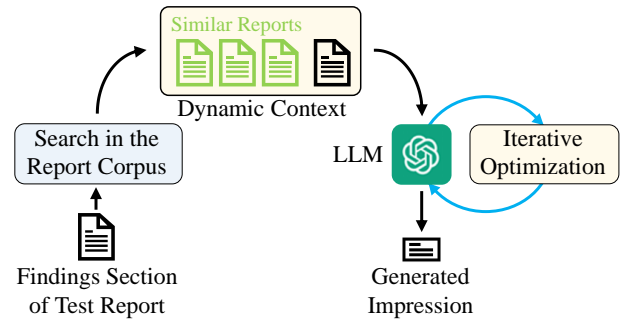 Similar Reports
Dynamic Context
Search in the
Report Corpus
LLM
Iterative
Optimization
Findings Section
of Test Report
Generated
Impression